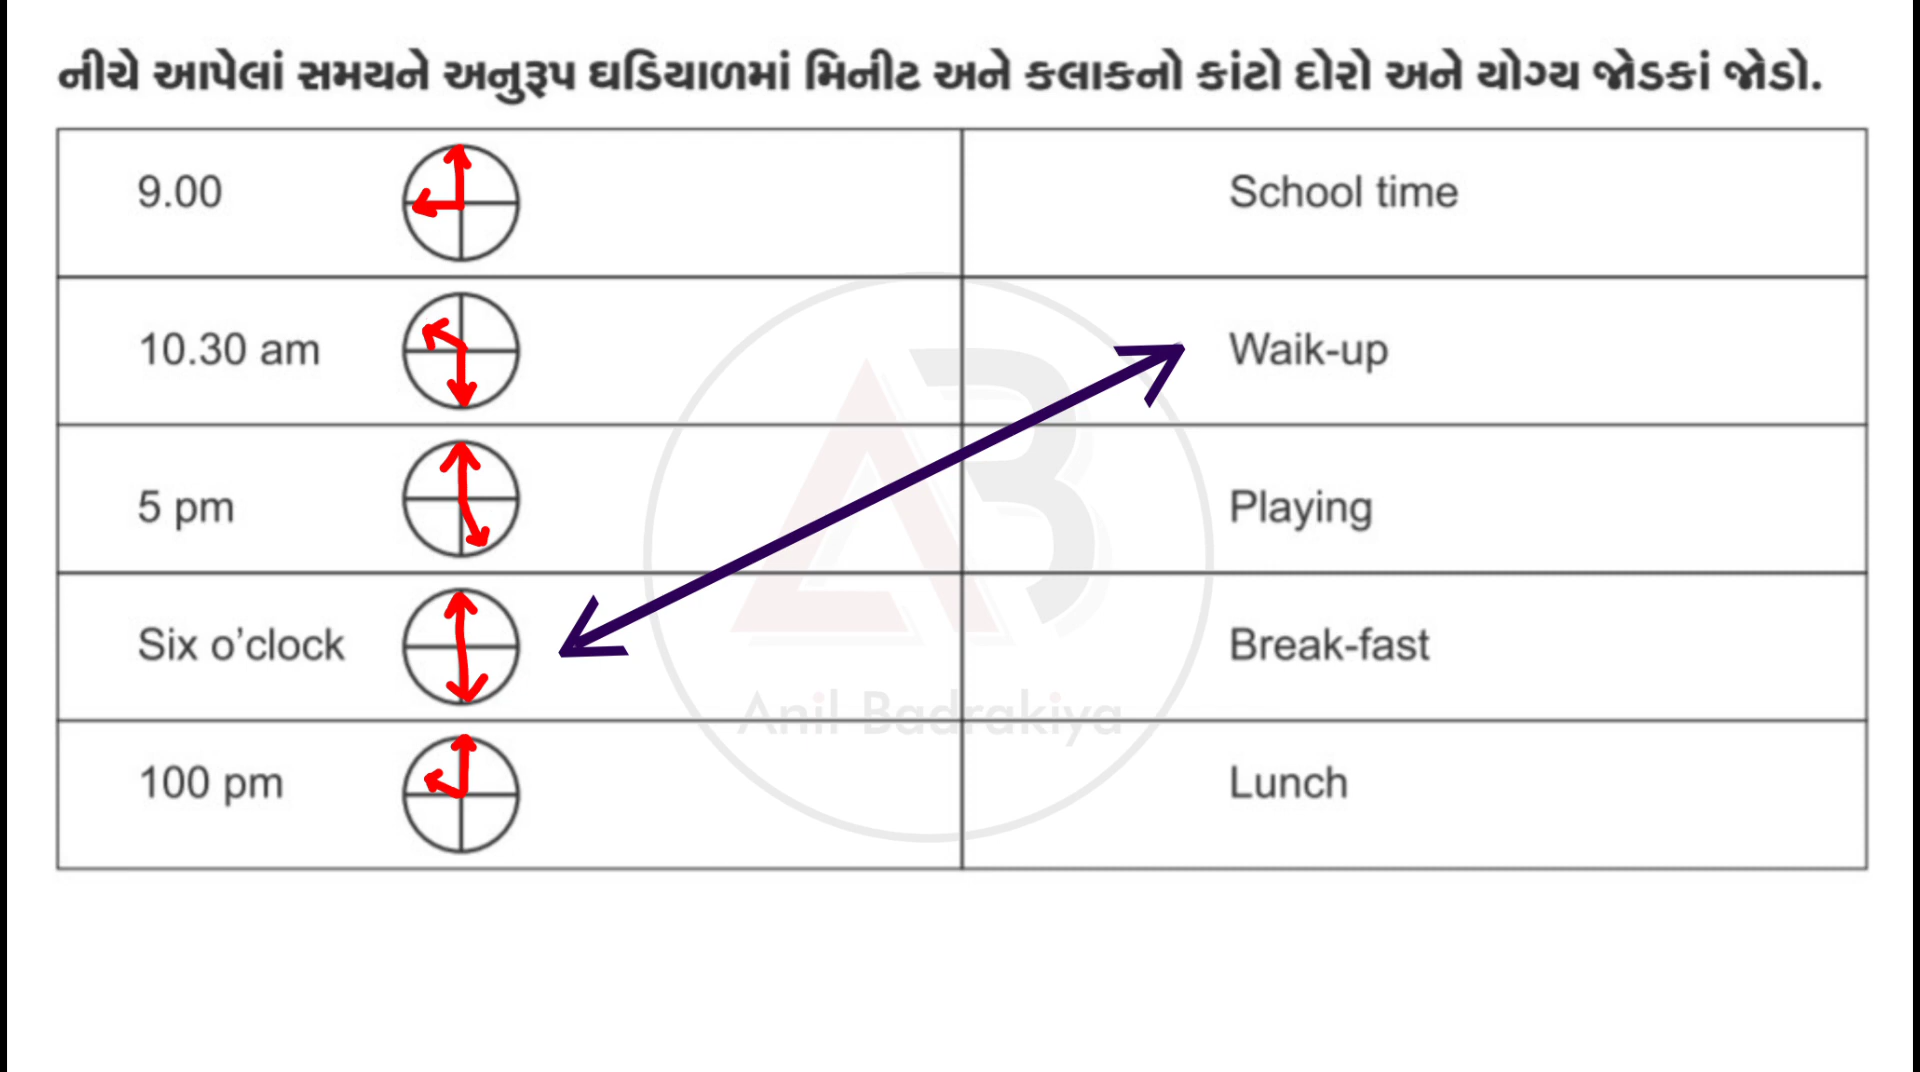 નીચે આપેલાં સમયને અનુરૂપ ઘડિયાળમાં મિનીટ અને કલાકનો કાંટો દોરો અને યોગ્ય જોડકાં જોડો.
9.00 School time
10.30 am Waik-up
5 pm Playing
Six o’clock Break-fast
Anil Badrakiya
100 pm Lunch